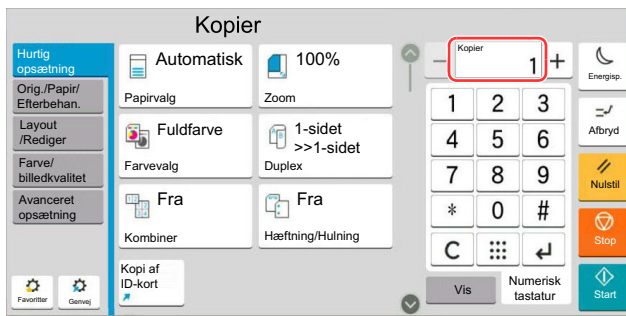 Kopier
Hurtig
opsætning
Orig./Papir/
Efterbehan.
Layout
/Rediger
Farve/
billedkvalitet
Avanceret
opsætning
Favoritter
Genvej
Automatisk
Papirvalg
100%
Zoom
Fuldfarve
Farvevalg
1-sidet
>>1-sidet
Duplex
Fra
Kombiner
Fra
Hæftning/Hulning
Kopi af
ID-kort
Kopier
− 1 +
1 2 3
4 5 6
7 8 9
* 0 #
C
Vis
Numerisk
tastatur
Energisp.
Afbryd
Nulstil
Stop
Start